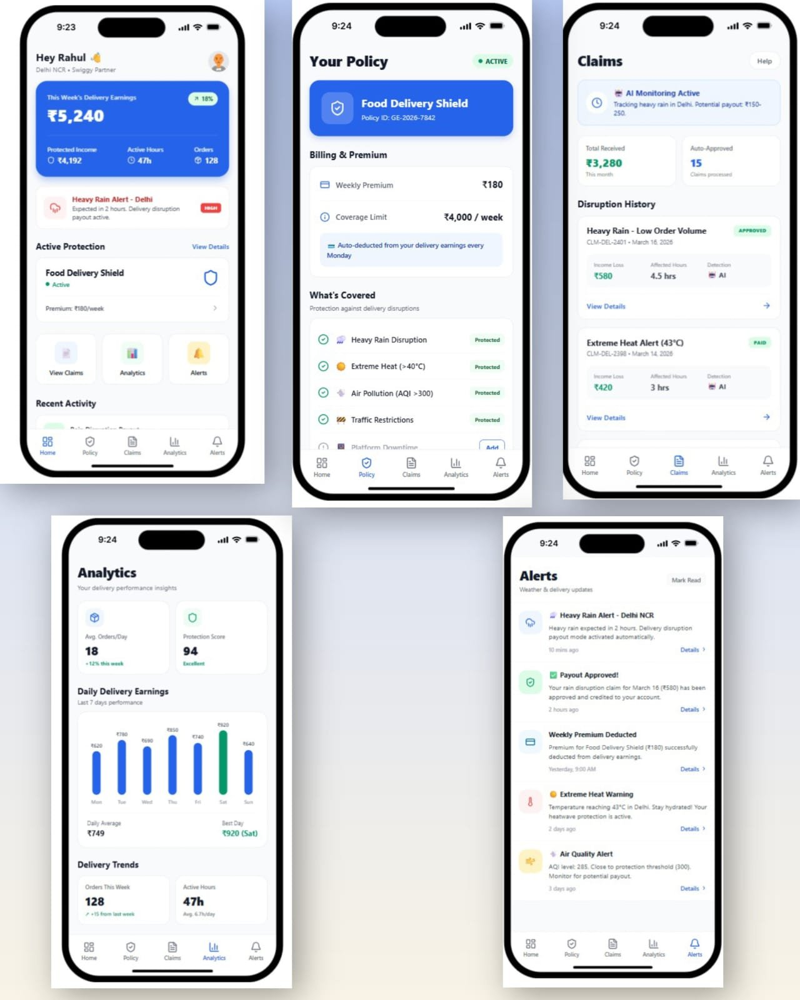 9:23
Hey Rahul
Delhi NCR • Swiggy Partner
This Week's Delivery Earnings
↗ 18%
₹5,240
Protected Income
Active Hours
Orders
₹4,192
47h
128
Heavy Rain Alert - Delhi
Expected in 2 hours. Delivery disruption
payout active.
HIGH
Active Protection
View Details
Food Delivery Shield
Active
Premium: ₹180/week
View Claims
Analytics
Alerts
Recent Activity
Rain Disruption Payout
Home
Policy
Claims
Analytics
Alerts
9:24
Your Policy
ACTIVE
Food Delivery Shield
Policy ID: GE-2026-7842
Billing & Premium
Weekly Premium
₹180
Coverage Limit
₹4,000 / week
Auto-deducted from your delivery earnings every
Monday
What's Covered
Protection against delivery disruptions
Heavy Rain Disruption
Protected
Extreme Heat (>40°C)
Protected
Air Pollution (AQI >300)
Protected
Traffic Restrictions
Protected
Platform Downtime
Add
Home
Policy
Claims
Analytics
Alerts
9:24
Claims
Help
AI Monitoring Active
Tracking heavy rain in Delhi. Potential payout: ₹150-
250.
Total Received
₹3,280
This month
Auto-Approved
15
Claims processed
Disruption History
Heavy Rain - Low Order Volume
APPROVED
CLM-DEL-2401 • March 16, 2026
Income Loss
Affected Hours
Detection
₹580
4.5 hrs
AI
View Details
Extreme Heat Alert (43°C)
PAID
CLM-DEL-2398 • March 14, 2026
Income Loss
Affected Hours
Detection
₹420
3 hrs
AI
View Details
Home
Policy
Claims
Analytics
Alerts
9:24
Analytics
Your delivery performance insights
Avg. Orders/Day
18
+12% this week
Protection Score
94
Excellent
Daily Delivery Earnings
Last 7 days performance
₹620
₹780
₹690
₹850
₹740
₹920
₹640
Mon
Tue
Wed
Thu
Fri
Sat
Sun
Daily Average
₹749
Best Day
₹920 (Sat)
Delivery Trends
Orders This Week
128
↗ +15 from last week
Active Hours
47h
Avg. 6.7h/day
Home
Policy
Claims
Analytics
Alerts
9:24
Alerts
Weather & delivery updates
Mark Read
Heavy Rain Alert - Delhi NCR
Heavy rain expected in 2 hours. Delivery disruption
payout mode activated automatically.
10 mins ago
Details
Payout Approved!
Your rain disruption claim for March 16 (₹580) has been
approved and credited to your account.
2 hours ago
Details
Weekly Premium Deducted
Premium for Food Delivery Shield (₹180) successfully
deducted from delivery earnings.
Yesterday, 9:00 AM
Details
Extreme Heat Warning
Temperature reaching 43°C in Delhi. Stay hydrated! Your
heatwave protection is active.
2 days ago
Details
Air Quality Alert
AQI level: 285. Close to protection threshold (300).
Monitor for potential payout.
3 days ago
Details
Home
Policy
Claims
Analytics
Alerts